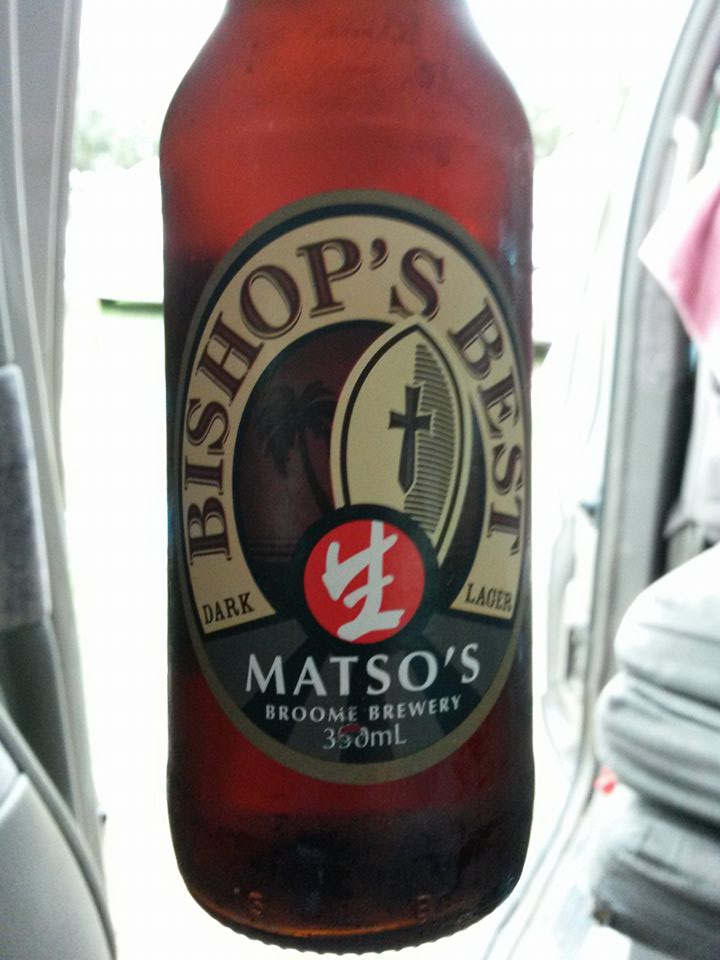 BISHOP'S BEST
DARK
LAGER
生
MATSO'S
BROOME BREWERY
330mL